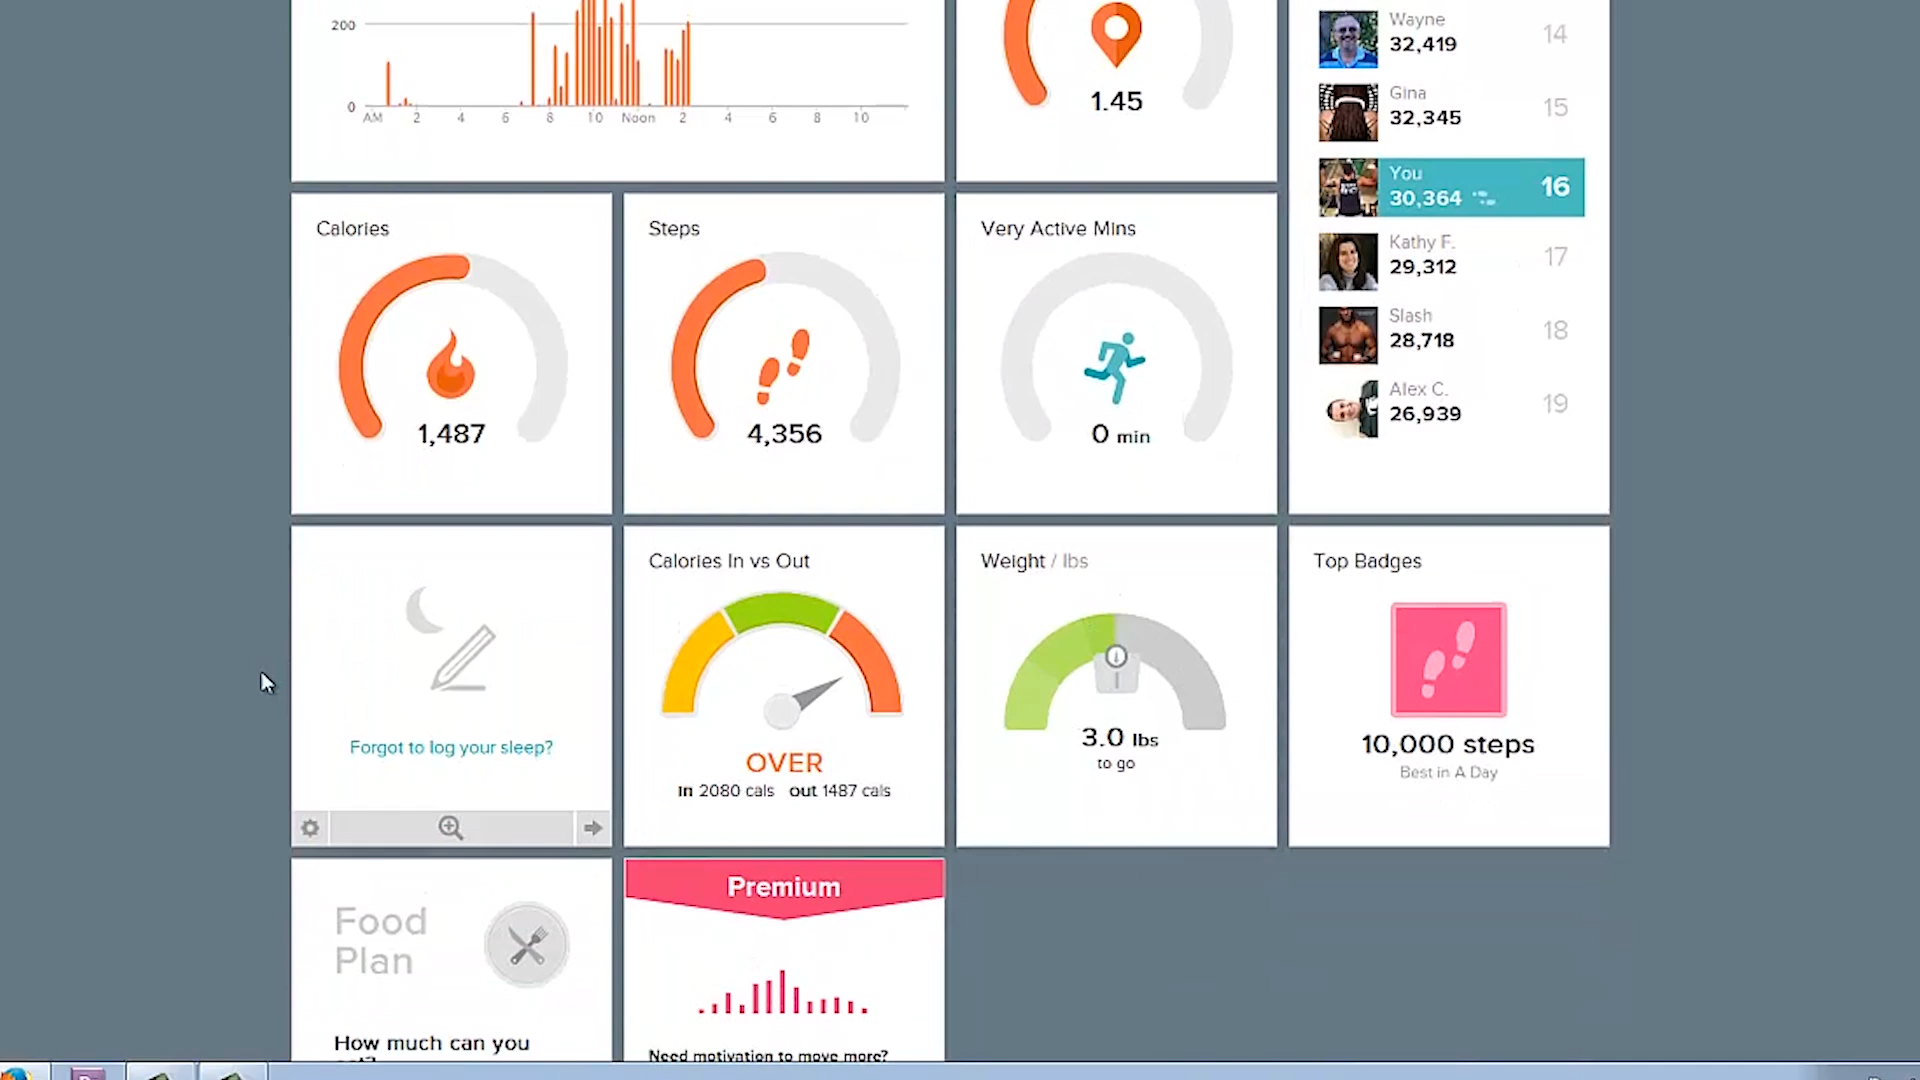 200
0
AM 2 4 6 8 10 Noon 2 4 6 8 10
1.45
Wayne
32,419
14
Gina
32,345
15
You
30,364
16
Kathy F.
29,312
17
Slash
28,718
18
Alex C.
26,939
19
Calories
1,487
Steps
4,356
Very Active Mins
0 min
Forgot to log your sleep?
Calories In vs Out
OVER
In 2080 cals out 1487 cals
Weight / lbs
3.0 lbs
to go
Top Badges
10,000 steps
Best in A Day
Food
Plan
How much can you
Premium
Need motivation to move more?